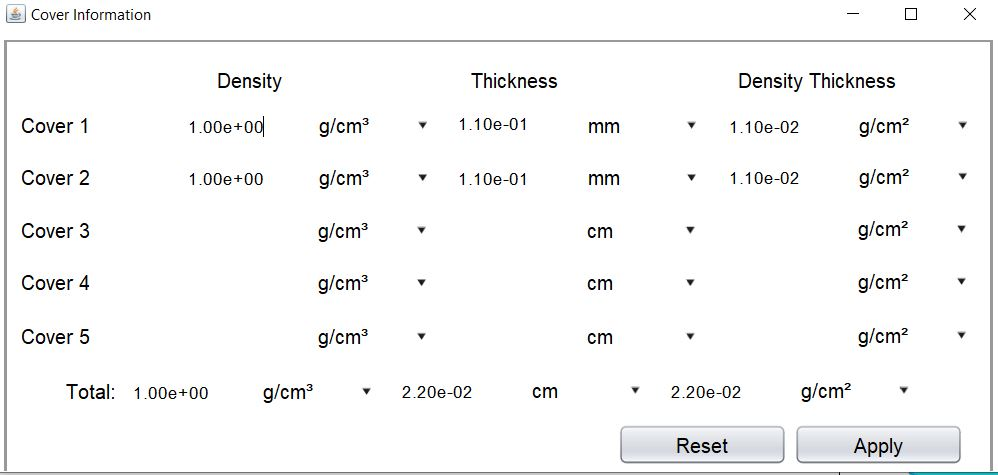 Cover Information
Density Thickness Density Thickness
Cover 1 1.00e+00 g/cm³ 1.10e-01 mm 1.10e-02 g/cm²
Cover 2 1.00e+00 g/cm³ 1.10e-01 mm 1.10e-02 g/cm²
Cover 3 g/cm³ cm g/cm²
Cover 4 g/cm³ cm g/cm²
Cover 5 g/cm³ cm g/cm²
Total: 1.00e+00 g/cm³ 2.20e-02 cm 2.20e-02 g/cm²
Reset Apply